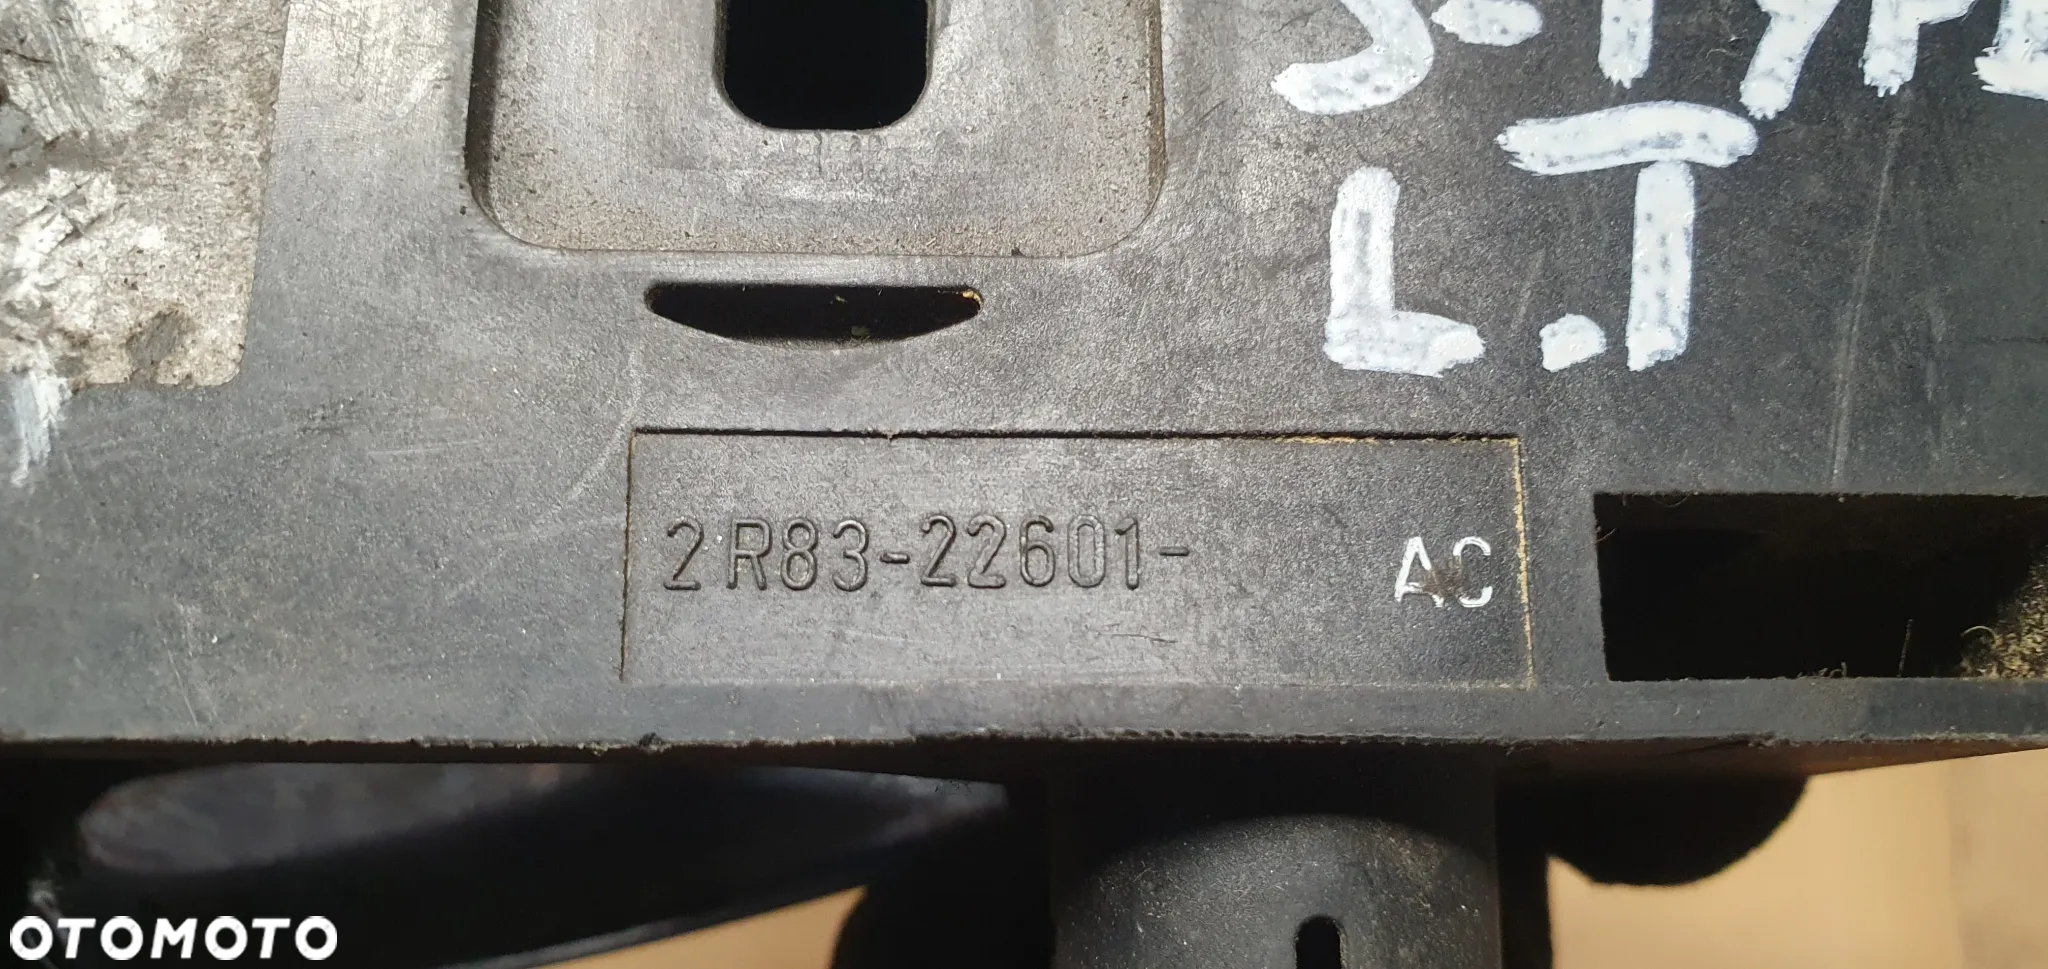 S-TYPE
L.T
2R83-22601- AC
OTOMOTO